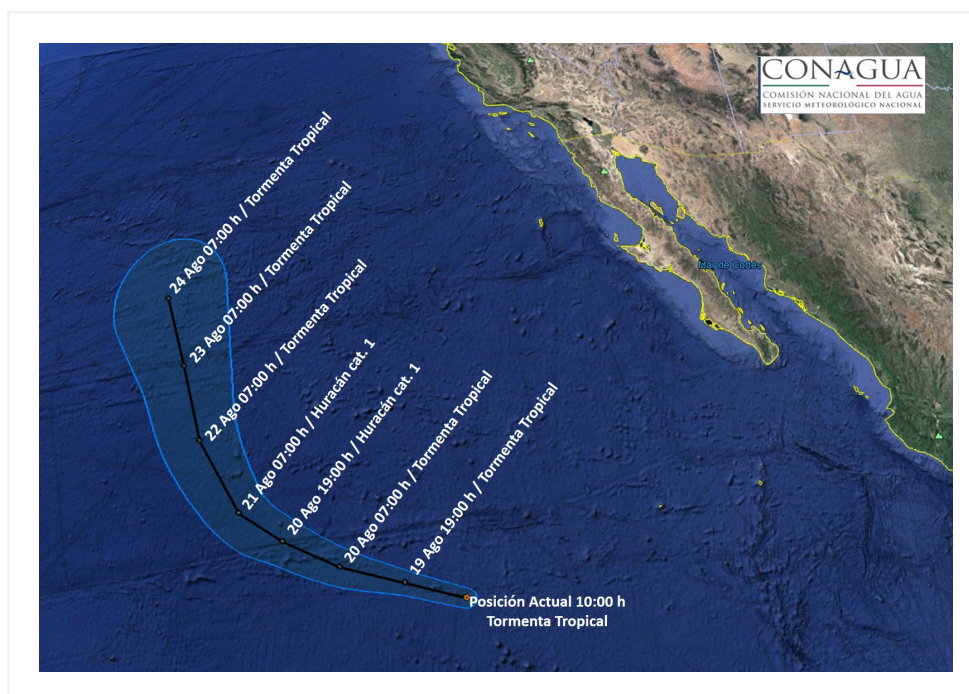 CONAGUA
COMISIÓN NACIONAL DEL AGUA
SERVICIO METEOROLÓGICO NACIONAL
24 Ago 07:00 h / Tormenta Tropical
23 Ago 07:00 h / Tormenta Tropical
22 Ago 07:00 h / Tormenta Tropical
21 Ago 07:00 h / Huracán cat. 1
20 Ago 19:00 h / Huracán cat. 1
20 Ago 07:00 h / Tormenta Tropical
19 Ago 19:00 h / Tormenta Tropical
Mar de Cortés
Posición Actual 10:00 h
Tormenta Tropical